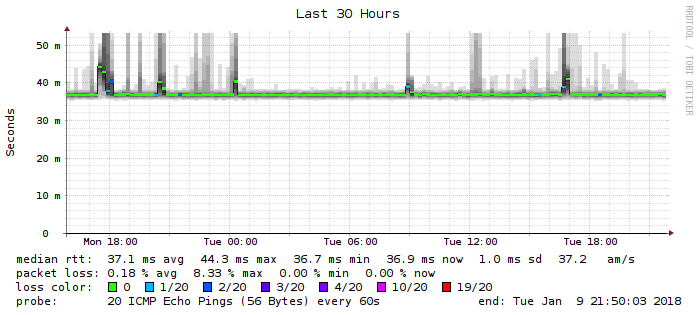 Last 30 Hours
RRDTOOL / TOBI OETIKER
Seconds
50 m
40 m
30 m
20 m
10 m
0
Mon 18:00 Tue 00:00 Tue 06:00 Tue 12:00 Tue 18:00
median rtt: 37.1 ms avg 44.3 ms max 36.7 ms min 36.9 ms now 1.0 ms sd 37.2 am/s
packet loss: 0.18 % avg 8.33 % max 0.00 % min 0.00 % now
loss color: 0 1/20 2/20 3/20 4/20 10/20 19/20
probe: 20 ICMP Echo Pings (56 Bytes) every 60s end: Tue Jan 9 21:50:03 2018